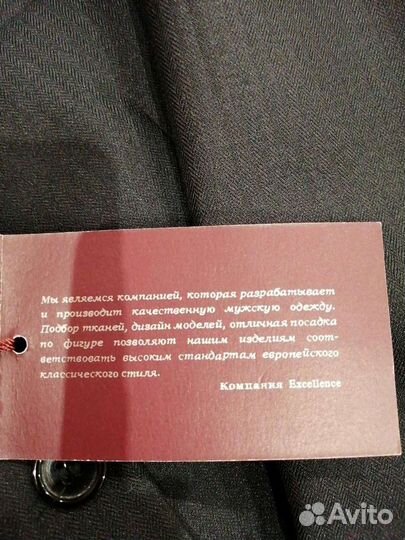 Мы являемся компанией, которая разрабатывает
и производит качественную мужскую одежду.
Подбор тканей, дизайн моделей, отличная посадка
по фигуре позволяют нашим изделиям соот-
ветствовать высоким стандартам европейского
классического стиля.
Компания Excellence
Avito